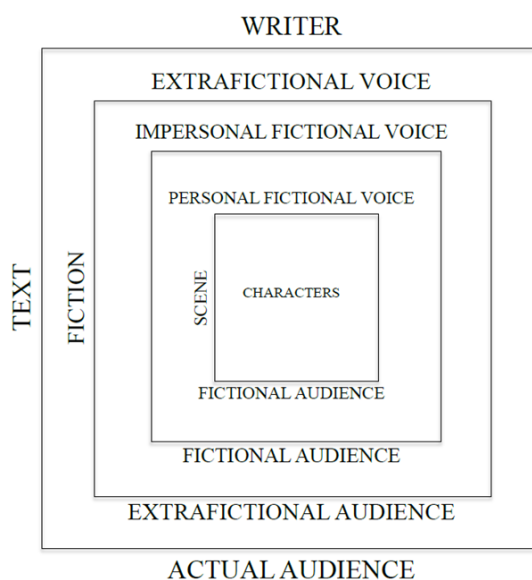 WRITER
EXTRAFICTIONAL VOICE
IMPERSONAL FICTIONAL VOICE
PERSONAL FICTIONAL VOICE
TEXT
FICTION
SCENE
CHARACTERS
FICTIONAL AUDIENCE
FICTIONAL AUDIENCE
EXTRAFICTIONAL AUDIENCE
ACTUAL AUDIENCE